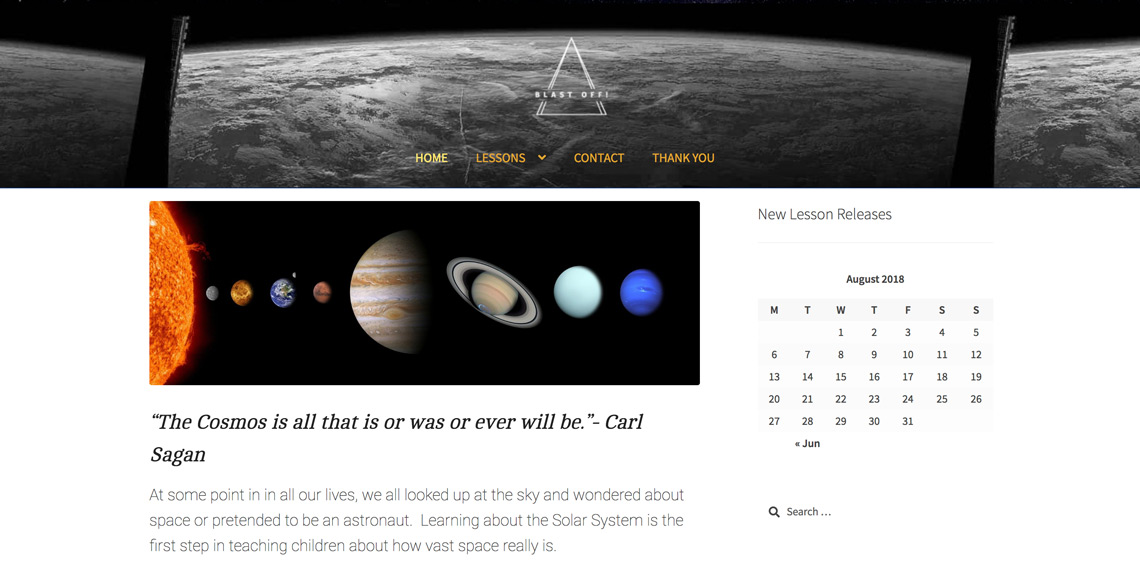 BLAST OFF!
HOME LESSONS CONTACT THANK YOU
“The Cosmos is all that is or was or ever will be.”– Carl
Sagan
At some point in in all our lives, we all looked up at the sky and wondered about
space or pretended to be an astronaut.  Learning about the Solar System is the
first step in teaching children about how vast space really is.
New Lesson Releases
August 2018
M T W T F S S
1 2 3 4 5
6 7 8 9 10 11 12
13 14 15 16 17 18 19
20 21 22 23 24 25 26
27 28 29 30 31
« Jun
Search …